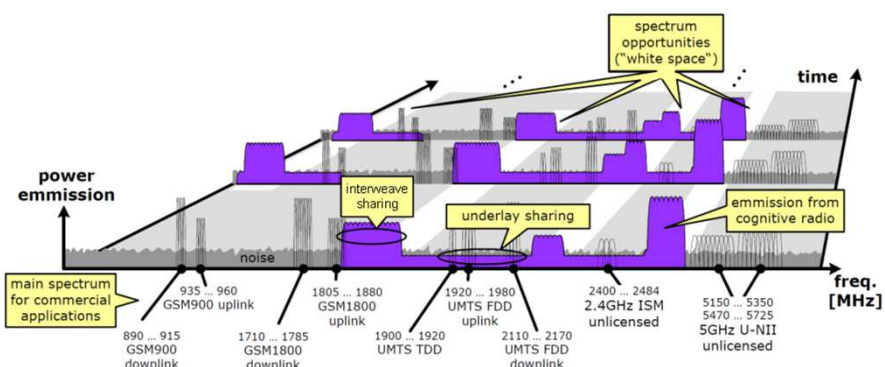 spectrum
opportunities
("white space")
time
power
emmission
interweave
sharing
underlay sharing
emmission from
cognitive radio
noise
main spectrum
for commercial
applications
freq.
[MHz]
935 ... 960
GSM900 uplink
1805 ... 1880
GSM1800
uplink
1920 ... 1980
UMTS FDD
uplink
2400 ... 2484
2.4GHz ISM
unlicensed
5150 ... 5350
5470 ... 5725
5GHz U-NII
unlicensed
890 ... 915
GSM900
downlink
1710 ... 1785
GSM1800
downlink
1900 ... 1920
UMTS TDD
2110 ... 2170
UMTS FDD
downlink